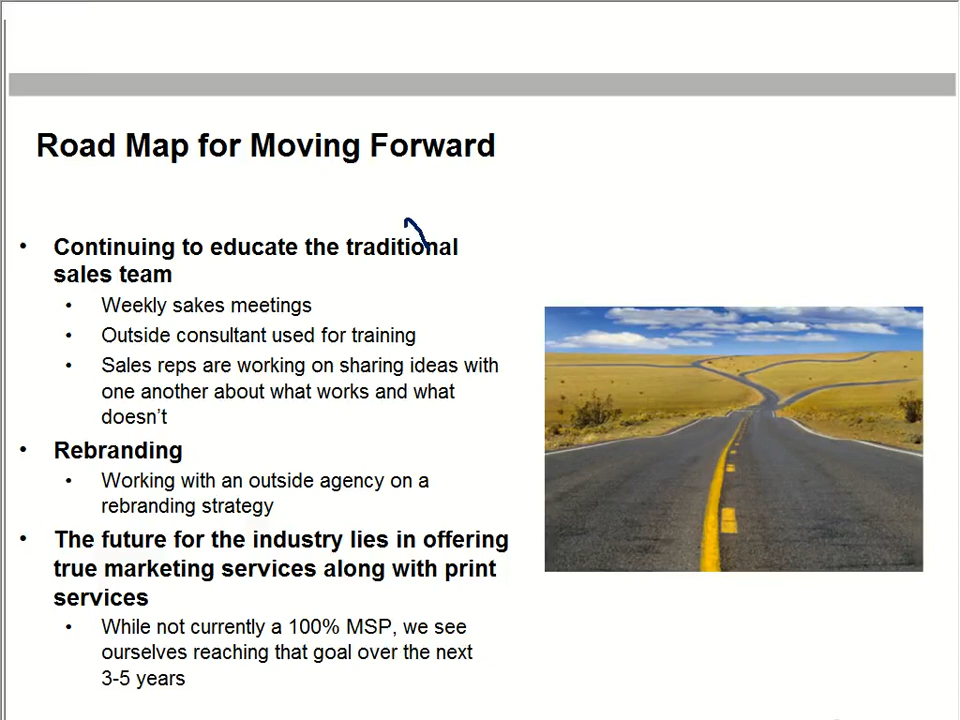 Road Map for Moving Forward
• Continuing to educate the traditional
sales team
• Weekly sakes meetings
• Outside consultant used for training
• Sales reps are working on sharing ideas with
one another about what works and what
doesn't
• Rebranding
• Working with an outside agency on a
rebranding strategy
• The future for the industry lies in offering
true marketing services along with print
services
• While not currently a 100% MSP, we see
ourselves reaching that goal over the next
3-5 years